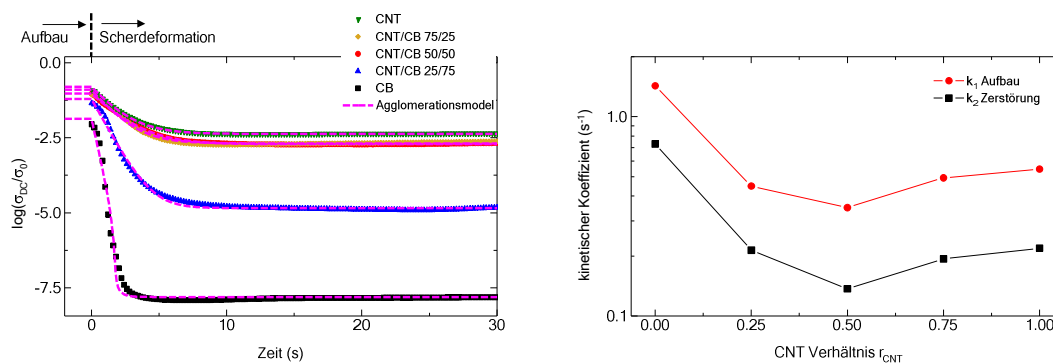 Aufbau
Scherdeformation
CNT
CNT/CB 75/25
CNT/CB 50/50
CNT/CB 25/75
CB
Agglomerationsmodel
log(σDC/σ0)
0.0
-2.5
-5.0
-7.5
0
10
20
30
Zeit (s)
k1 Aufbau
k2 Zerstörung
kinetischer Koeffizient (s-1)
1.0
0.1
0.00
0.25
0.50
0.75
1.00
CNT Verhältnis rCNT